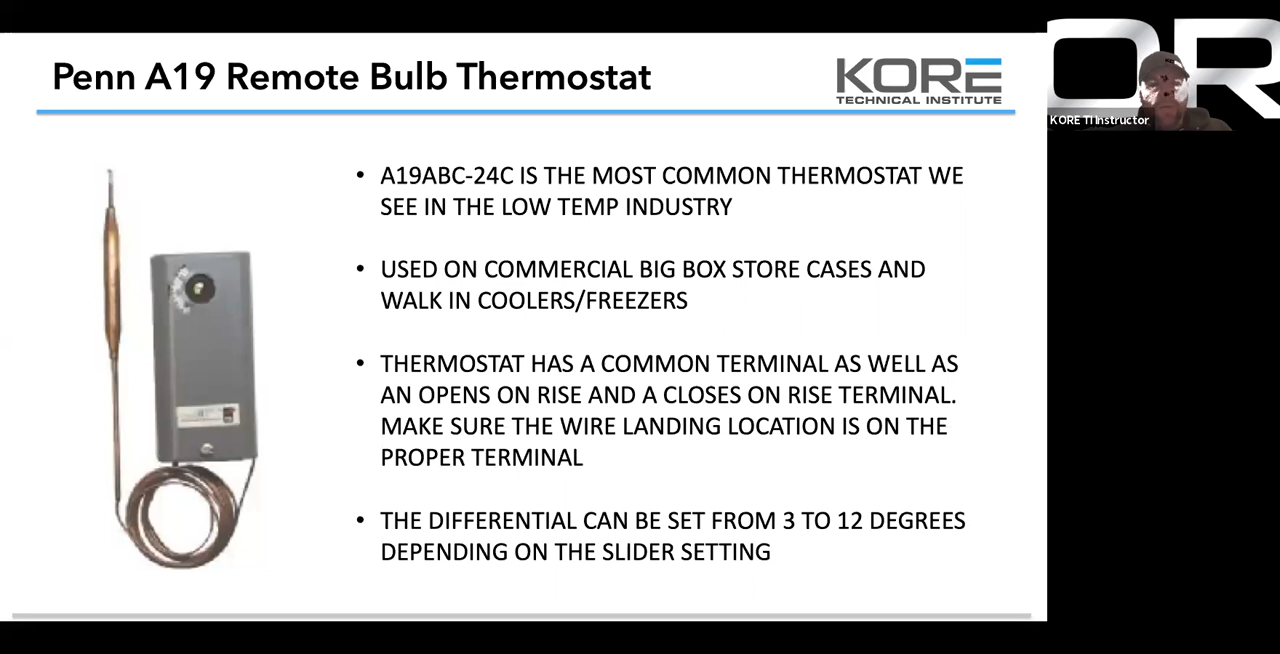 Penn A19 Remote Bulb Thermostat
KORE
TECHNICAL INSTITUTE
OR
KORE TI Instructor
• A19ABC-24C IS THE MOST COMMON THERMOSTAT WE
SEE IN THE LOW TEMP INDUSTRY
• USED ON COMMERCIAL BIG BOX STORE CASES AND
WALK IN COOLERS/FREEZERS
• THERMOSTAT HAS A COMMON TERMINAL AS WELL AS
AN OPENS ON RISE AND A CLOSES ON RISE TERMINAL.
MAKE SURE THE WIRE LANDING LOCATION IS ON THE
PROPER TERMINAL
• THE DIFFERENTIAL CAN BE SET FROM 3 TO 12 DEGREES
DEPENDING ON THE SLIDER SETTING